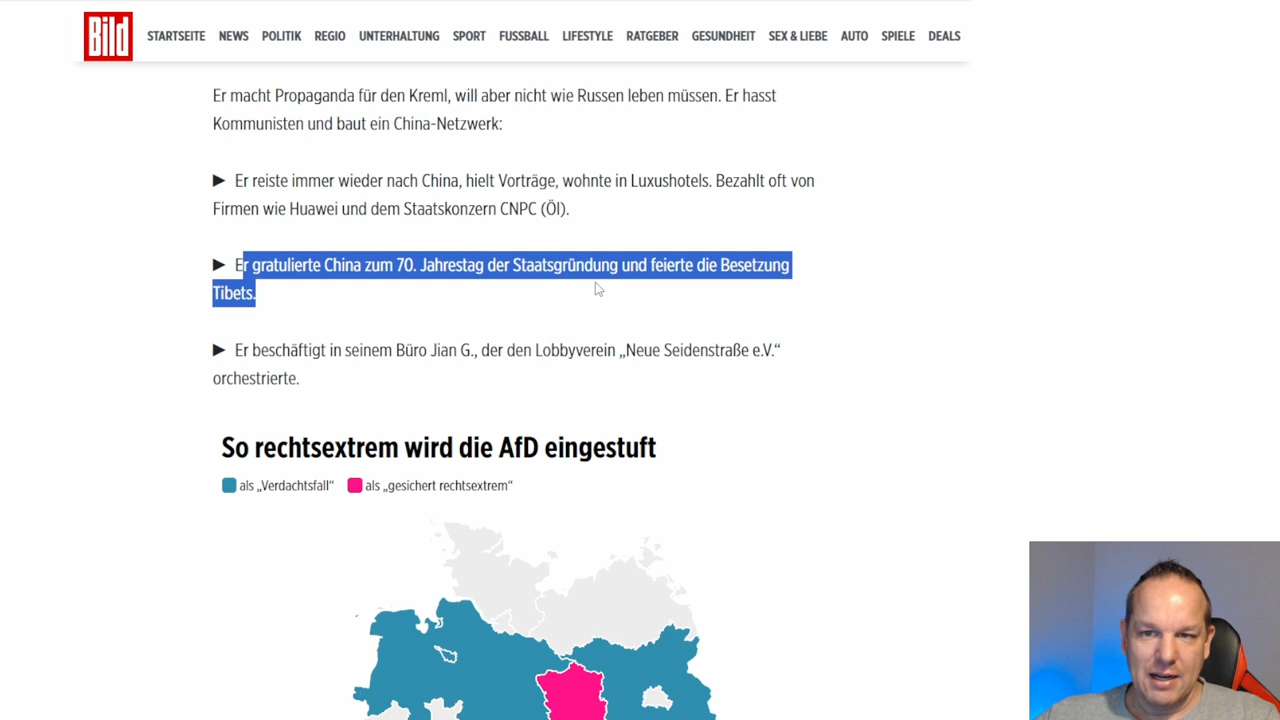 Bild
STARTSEITE NEWS POLITIK REGIO UNTERHALTUNG SPORT FUSSBALL LIFESTYLE RATGEBER GESUNDHEIT SEX & LIEBE AUTO SPIELE DEALS
Er macht Propaganda für den Kreml, will aber nicht wie Russen leben müssen. Er hasst
Kommunisten und baut ein China-Netzwerk:
► Er reiste immer wieder nach China, hielt Vorträge, wohnte in Luxushotels. Bezahlt oft von
Firmen wie Huawei und dem Staatskonzern CNPC (Öl).
► Er gratulierte China zum 70. Jahrestag der Staatsgründung und feierte die Besetzung
Tibets.
► Er beschäftigt in seinem Büro Jian G., der den Lobbyverein „Neue Seidenstraße e.V.“
orchestrierte.
So rechtsextrem wird die AfD eingestuft
als „Verdachtsfall“ als „gesichert rechtsextrem“